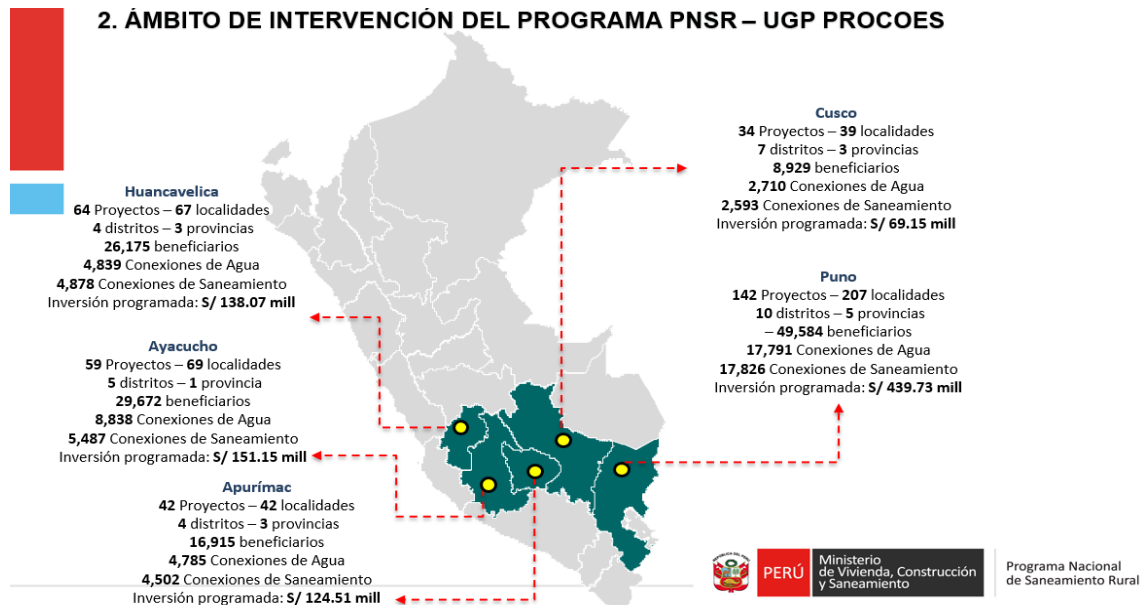 2. ÁMBITO DE INTERVENCIÓN DEL PROGRAMA PNSR – UGP PROCOES
Huancavelica
64 Proyectos – 67 localidades
4 distritos – 3 provincias
26,175 beneficiarios
4,839 Conexiones de Agua
4,878 Conexiones de Saneamiento
Inversión programada: S/ 138.07 mill
Ayacucho
59 Proyectos – 69 localidades
5 distritos – 1 provincia
29,672 beneficiarios
8,838 Conexiones de Agua
5,487 Conexiones de Saneamiento
Inversión programada: S/ 151.15 mill
Apurímac
42 Proyectos – 42 localidades
4 distritos – 3 provincias
16,915 beneficiarios
4,785 Conexiones de Agua
4,502 Conexiones de Saneamiento
Inversión programada: S/ 124.51 mill
Cusco
34 Proyectos – 39 localidades
7 distritos – 3 provincias
8,929 beneficiarios
2,710 Conexiones de Agua
2,593 Conexiones de Saneamiento
Inversión programada: S/ 69.15 mill
Puno
142 Proyectos – 207 localidades
10 distritos – 5 provincias
– 49,584 beneficiarios
17,791 Conexiones de Agua
17,826 Conexiones de Saneamiento
Inversión programada: S/ 439.73 mill
REPÚBLICA DEL PERÚ
PERÚ
Ministerio
de Vivienda, Construcción
y Saneamiento
Programa Nacional
de Saneamiento Rural